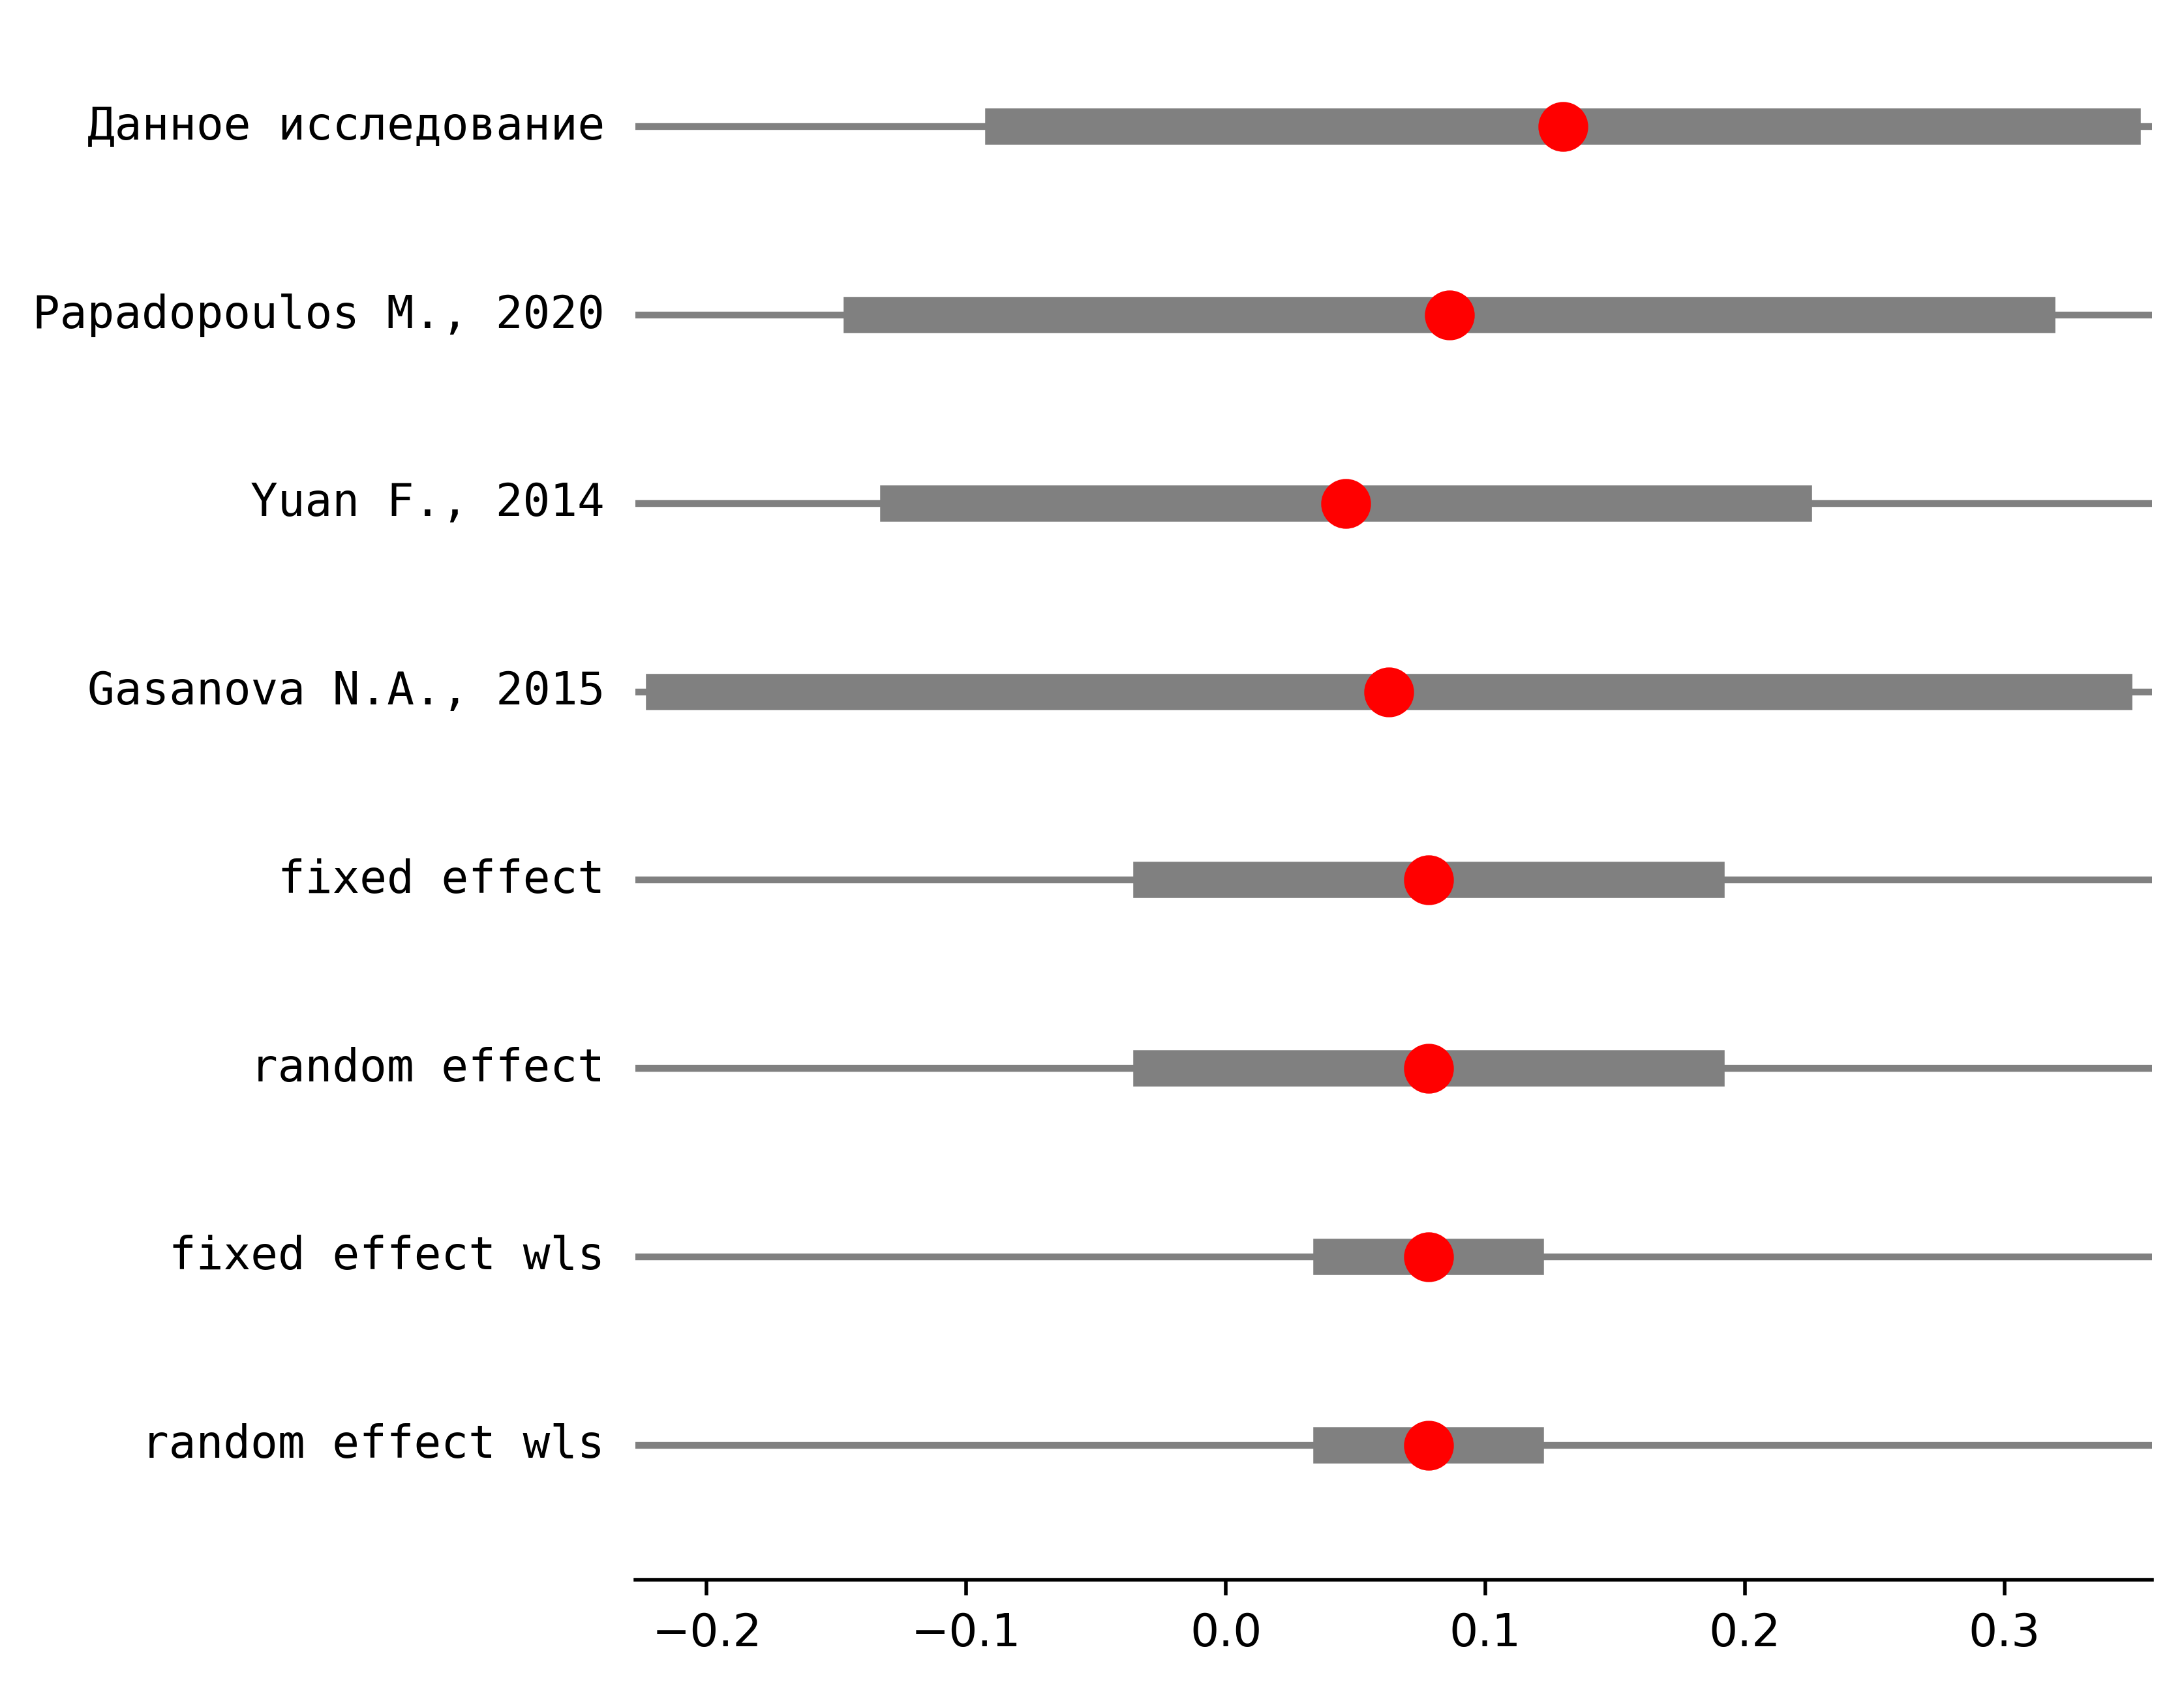 Данное исследование
Papadopoulos M., 2020
Yuan F., 2014
Gasanova N.A., 2015
fixed effect
random effect
fixed effect wls
random effect wls
−0.2 −0.1 0.0 0.1 0.2 0.3